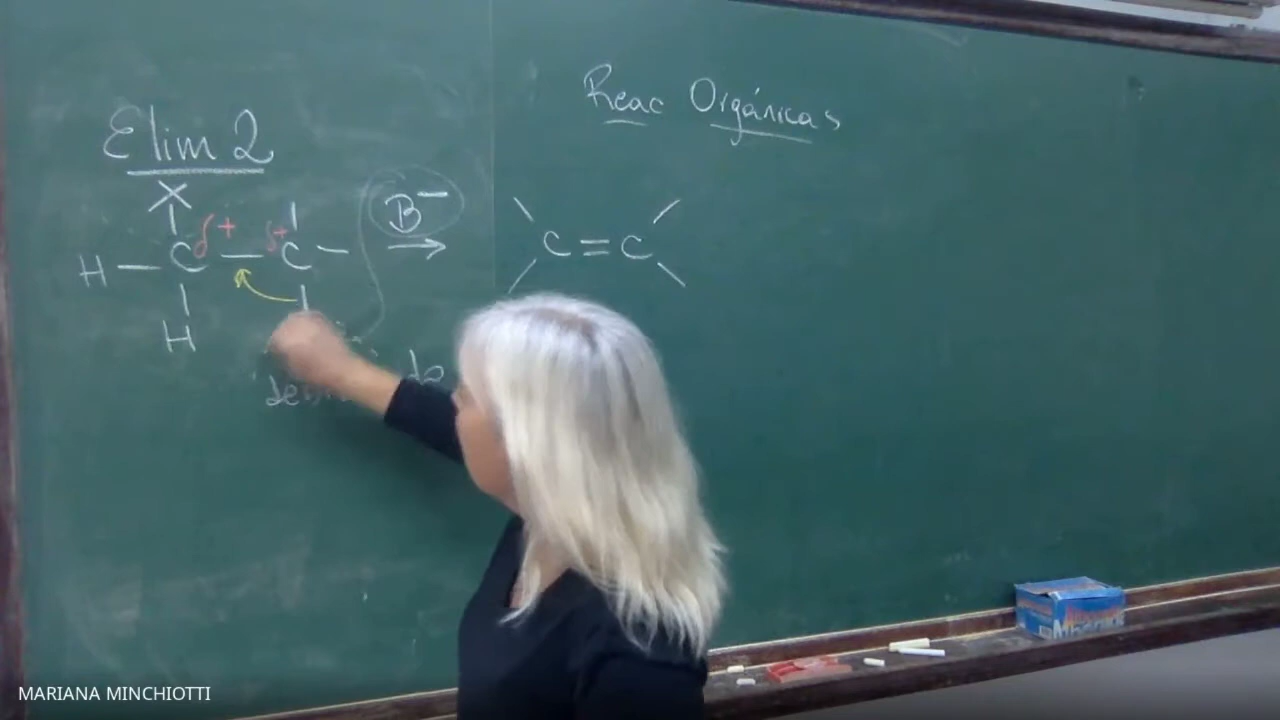 Reac Orgánicas
Elim 2
X
δ+ δ+ B⁻
H — C — C — → C = C
H
MARIANA MINCHIOTTI